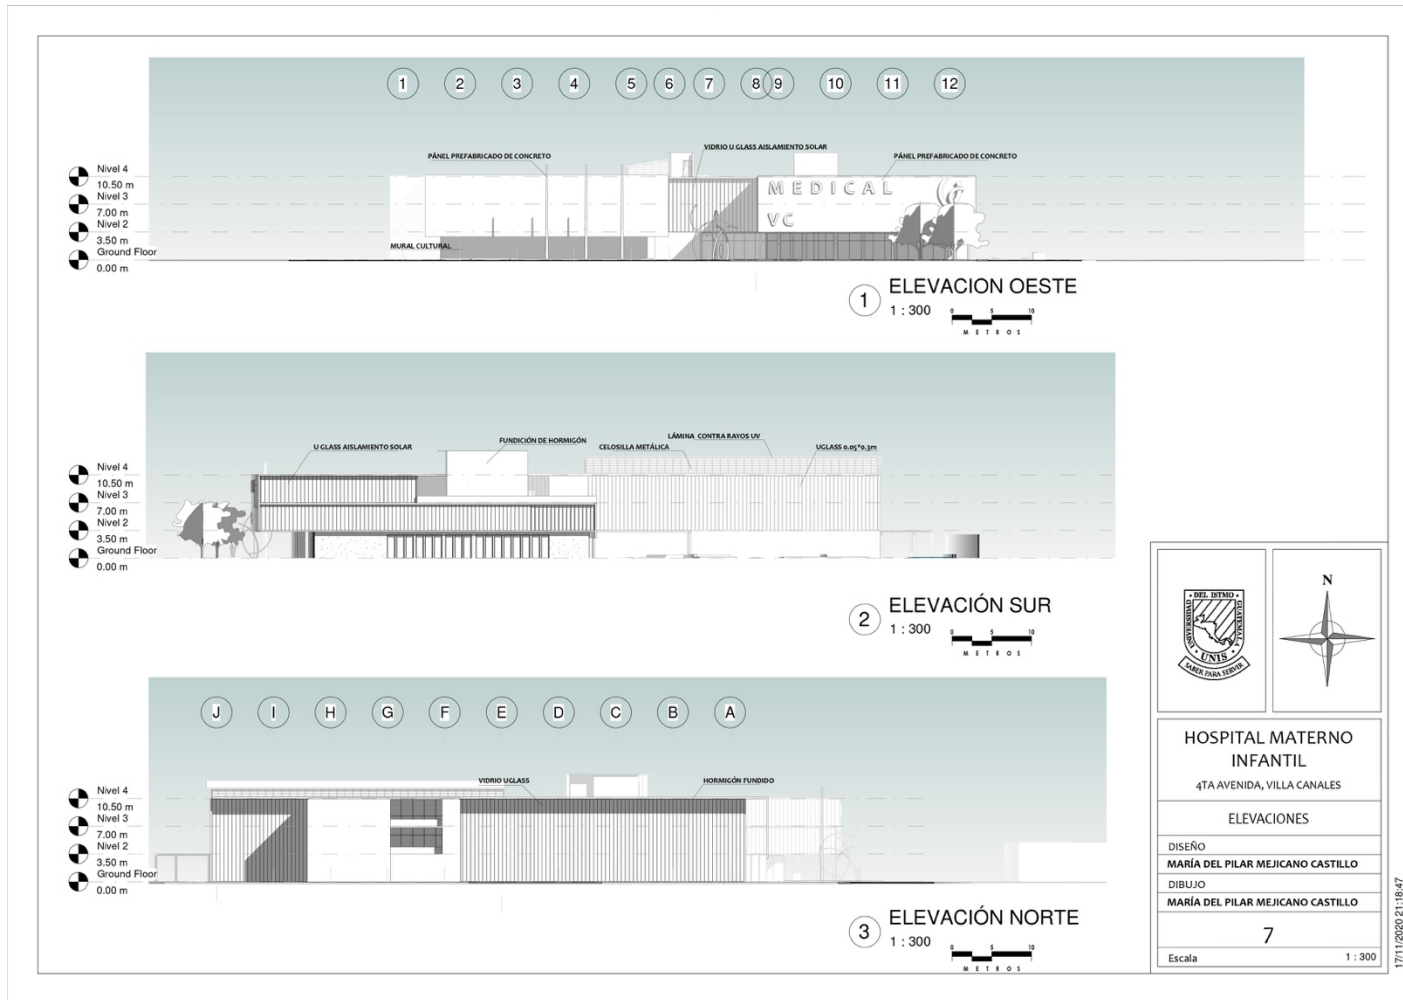 1 2 3 4 5 6 7 8 9 10 11 12
VIDRIO U GLASS AISLAMIENTO SOLAR
PÁNEL PREFABRICADO DE CONCRETO
PÁNEL PREFABRICADO DE CONCRETO
Nivel 4
10.50 m
Nivel 3
7.00 m
Nivel 2
3.50 m
Ground Floor
0.00 m
MEDICAL
VC
MURAL CULTURAL
1
ELEVACION OESTE
1 : 300
0 5 10
METROS
LÁMINA CONTRA RAYOS UV
FUNDICIÓN DE HORMIGÓN
U GLASS AISLAMIENTO SOLAR
CELOSILLA METÁLICA
UGLASS 0.05*0.3m
Nivel 4
10.50 m
Nivel 3
7.00 m
Nivel 2
3.50 m
Ground Floor
0.00 m
2
ELEVACIÓN SUR
1 : 300
0 5 10
METROS
J I H G F E D C B A
VIDRIO UGLASS
HORMIGÓN FUNDIDO
Nivel 4
10.50 m
Nivel 3
7.00 m
Nivel 2
3.50 m
Ground Floor
0.00 m
3
ELEVACIÓN NORTE
1 : 300
0 5 10
METROS
UNIVERSIDAD • DEL ISTMO • GUATEMALA
• UNIS •
SABER PARA SERVIR
N
HOSPITAL MATERNO
INFANTIL
4TA AVENIDA, VILLA CANALES
ELEVACIONES
DISEÑO
MARÍA DEL PILAR MEJICANO CASTILLO
DIBUJO
MARÍA DEL PILAR MEJICANO CASTILLO
7
Escala 1 : 300
17/11/2020 21:18:47